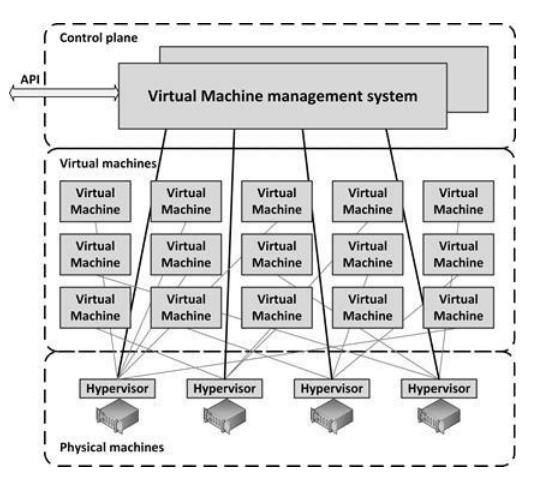 Control plane
API
Virtual Machine management system
Virtual machines
Virtual Virtual Virtual Virtual Virtual
Machine Machine Machine Machine Machine
Virtual Virtual Virtual Virtual Virtual
Machine Machine Machine Machine Machine
Virtual Virtual Virtual Virtual Virtual
Machine Machine Machine Machine Machine
Hypervisor Hypervisor Hypervisor Hypervisor
Physical machines